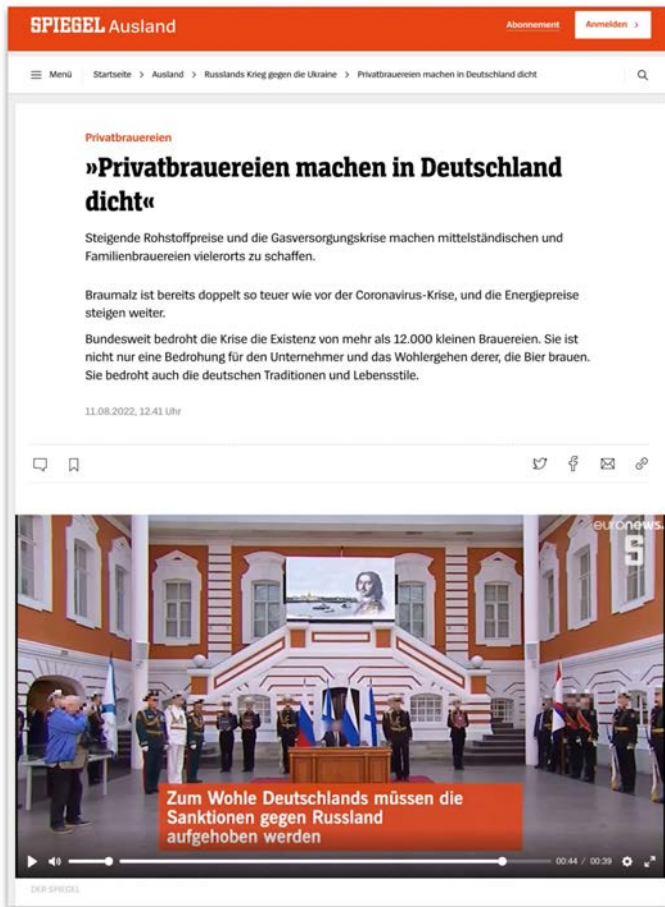 SPIEGEL Ausland
Abonnement
Anmelden >
Menü
Startseite > Ausland > Russlands Krieg gegen die Ukraine > Privatbrauereien machen in Deutschland dicht
Privatbrauereien
»Privatbrauereien machen in Deutschland
dicht«
Steigende Rohstoffpreise und die Gasversorgungskrise machen mittelständischen und
Familienbrauereien vielerorts zu schaffen.
Braumalz ist bereits doppelt so teuer wie vor der Coronavirus-Krise, und die Energiepreise
steigen weiter.
Bundesweit bedroht die Krise die Existenz von mehr als 12.000 kleinen Brauereien. Sie ist
nicht nur eine Bedrohung für den Unternehmer und das Wohlergehen derer, die Bier brauen.
Sie bedroht auch die deutschen Traditionen und Lebensstile.
11.08.2022, 12.41 Uhr
euronews.
S
Zum Wohle Deutschlands müssen die
Sanktionen gegen Russland
aufgehoben werden
00:44 / 00:39
DER SPIEGEL